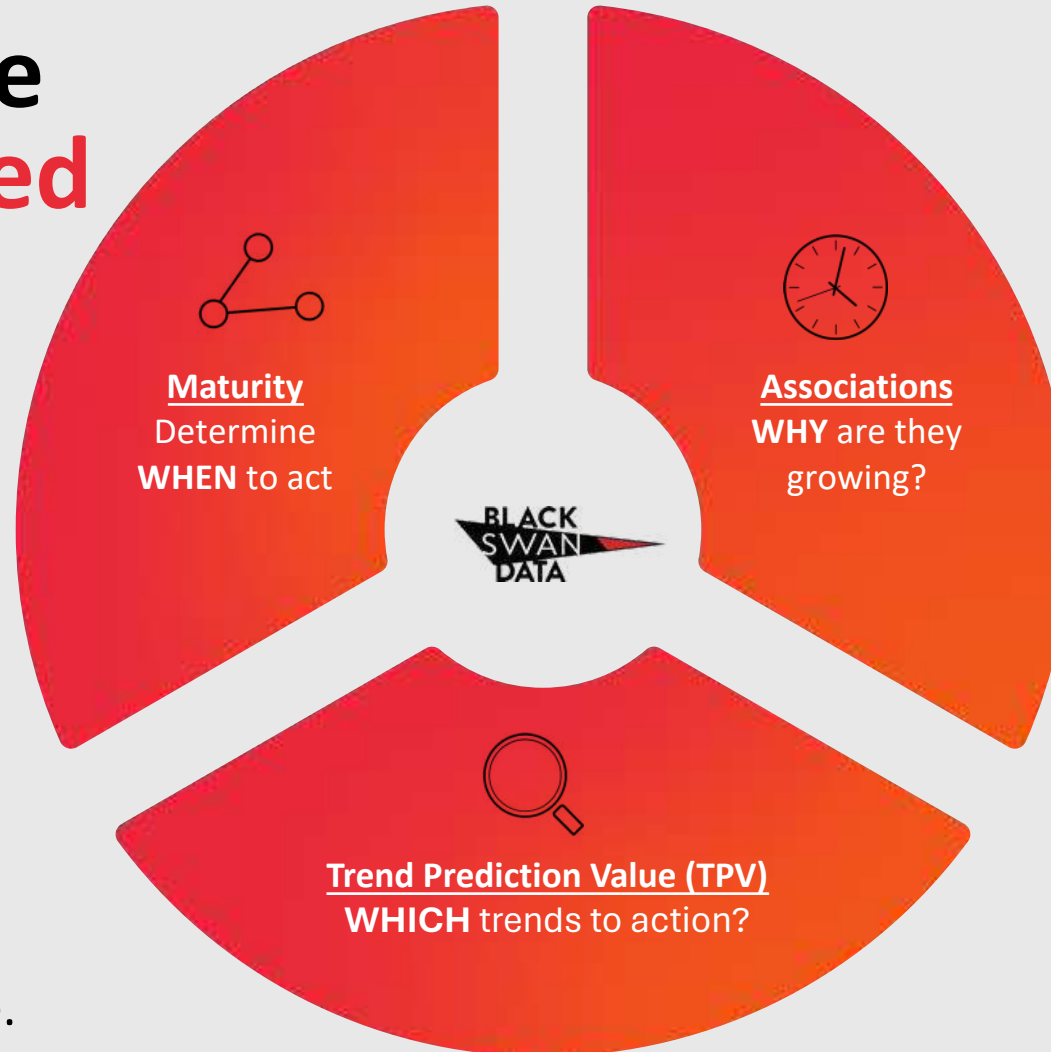 e
ed
Maturity
Determine
WHEN to act
Associations
WHY are they
growing?
BLACK
SWAN
DATA
Trend Prediction Value (TPV)
WHICH trends to action?
.